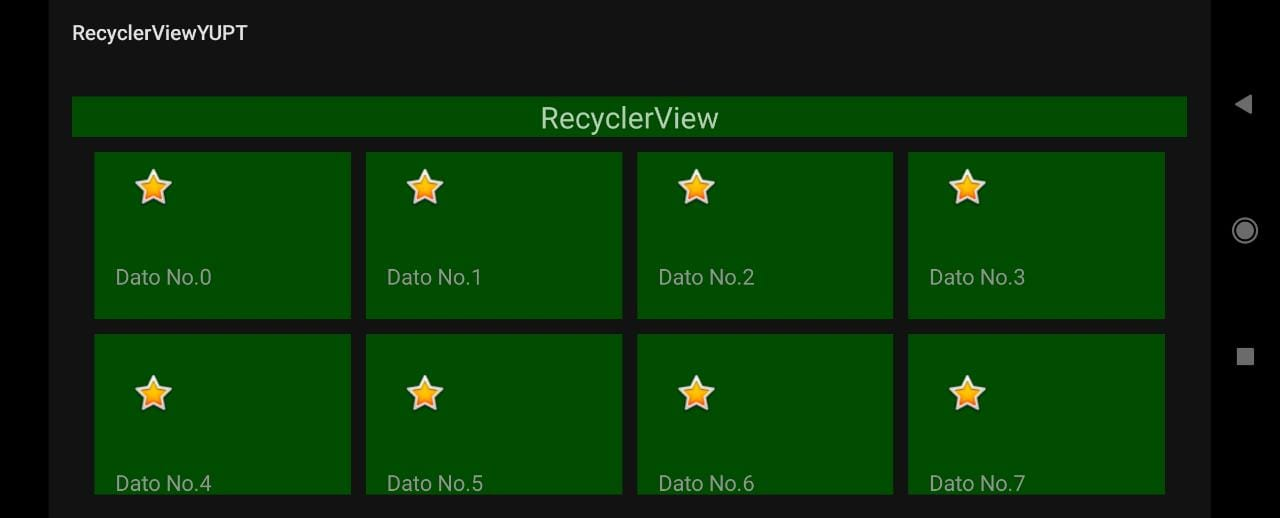 RecyclerViewYUPT
RecyclerView
Dato No.0
Dato No.1
Dato No.2
Dato No.3
Dato No.4
Dato No.5
Dato No.6
Dato No.7